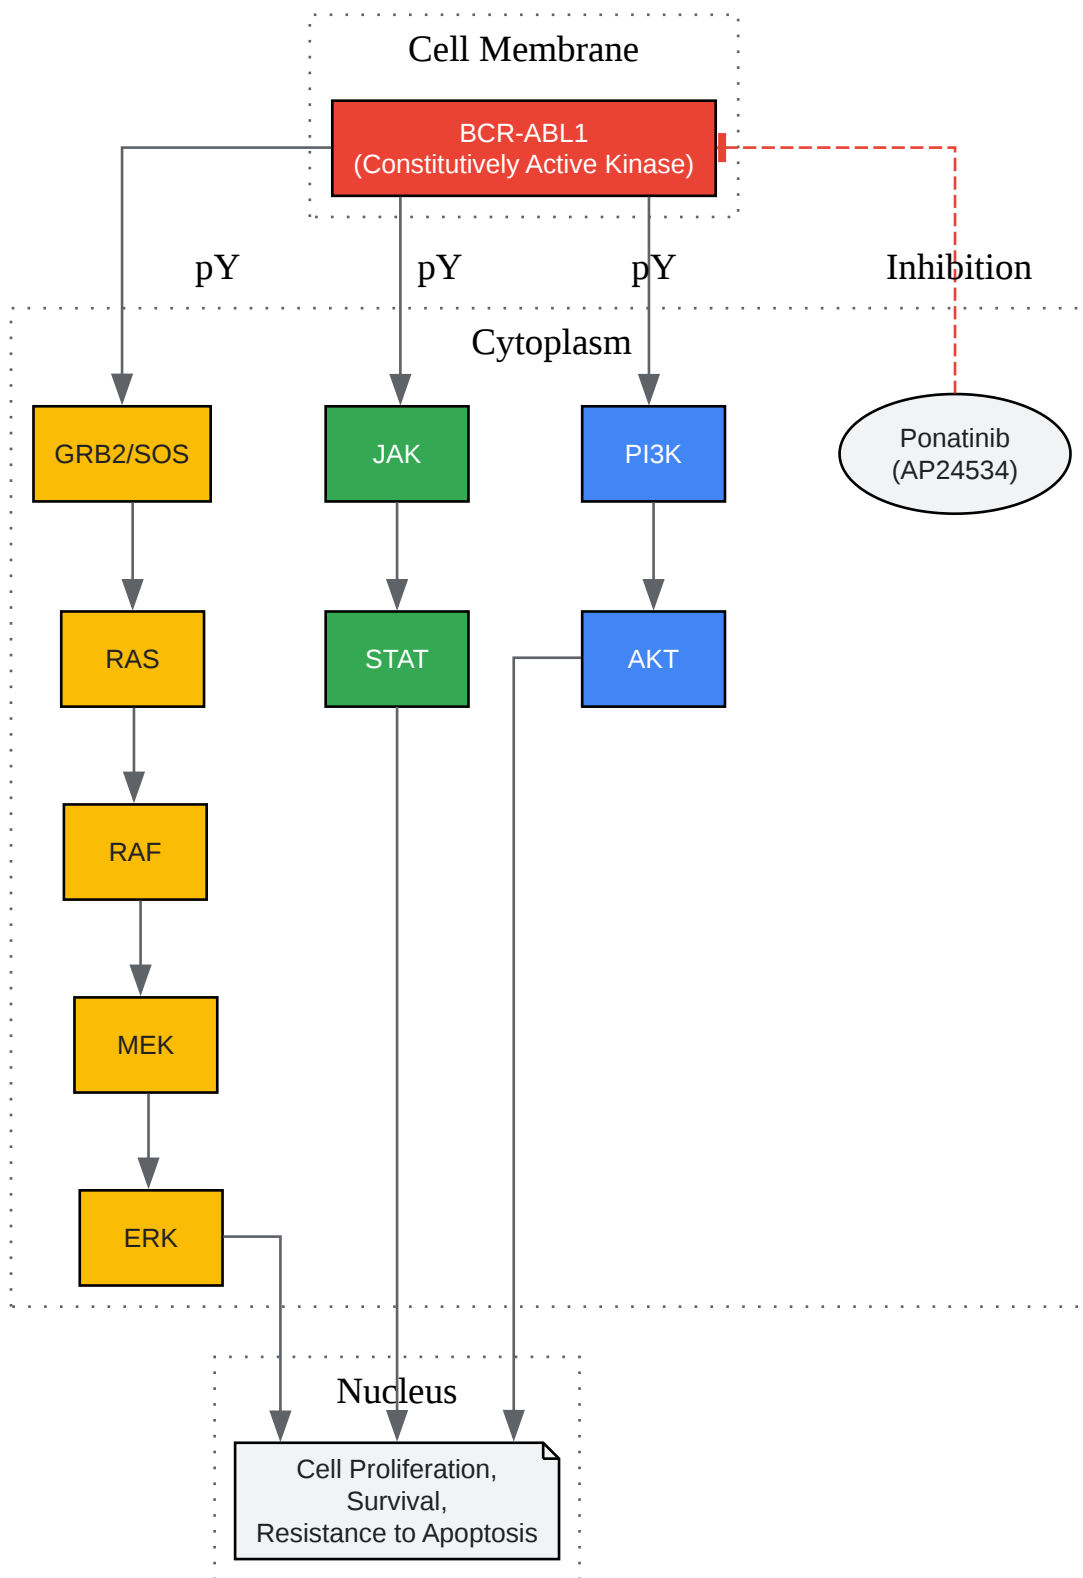 Cell Membrane
BCR-ABL1
(Constitutively Active Kinase)
pY
pY
pY
Inhibition
Cytoplasm
GRB2/SOS
JAK
PI3K
Ponatinib
(AP24534)
RAS
STAT
AKT
RAF
MEK
ERK
Nucleus
Cell Proliferation,
Survival,
Resistance to Apoptosis